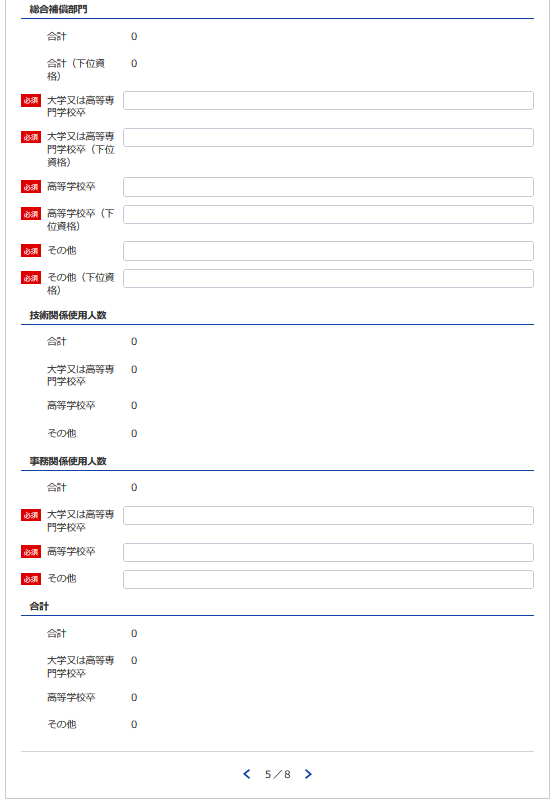 総合補償部門
合計 0
合計（下位資 0
格）
必須 大学又は高等専
門学校卒
必須 大学又は高等専
門学校卒（下位
資格）
必須 高等学校卒
必須 高等学校卒（下
位資格）
必須 その他
必須 その他（下位資
格）
技術関係使用人数
合計 0
大学又は高等専 0
門学校卒
高等学校卒 0
その他 0
事務関係使用人数
合計 0
必須 大学又は高等専
門学校卒
必須 高等学校卒
必須 その他
合計
合計 0
大学又は高等専 0
門学校卒
高等学校卒 0
その他 0
5／8